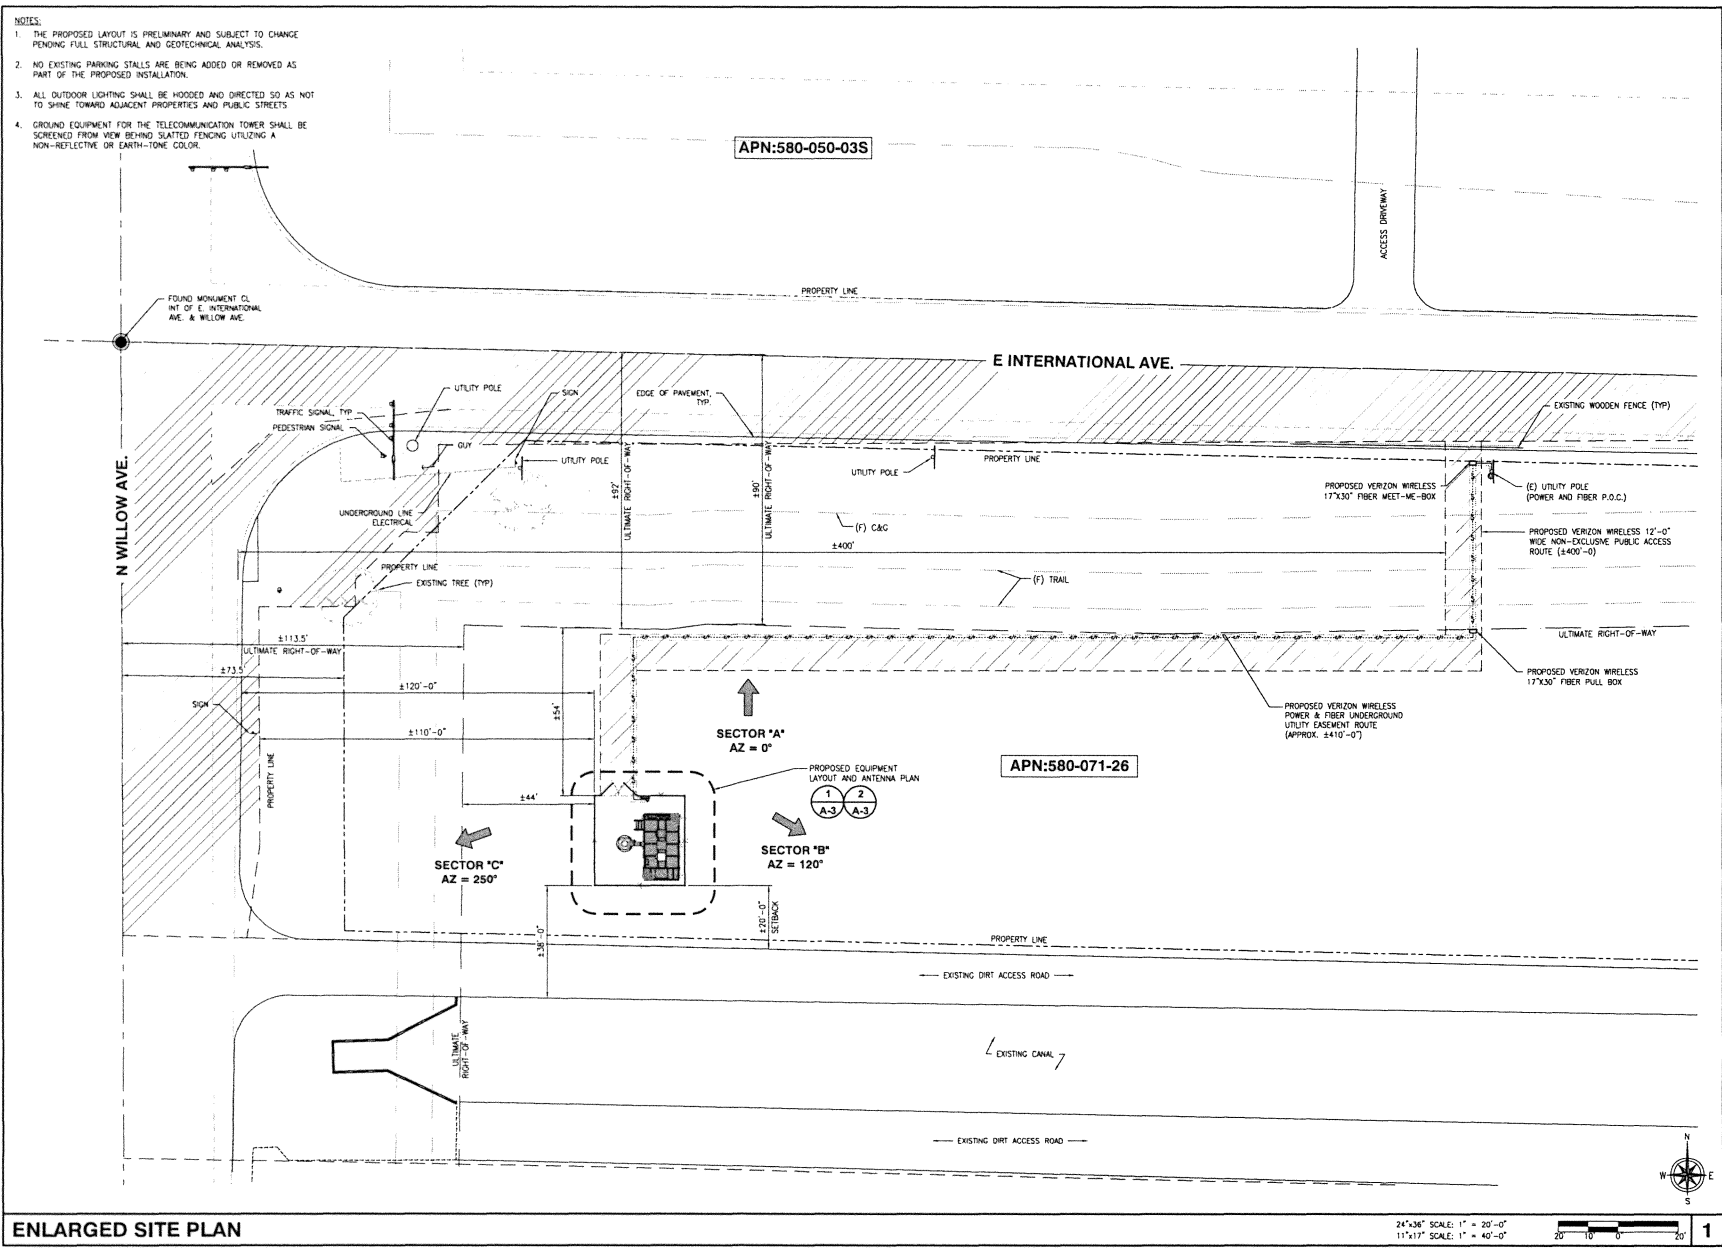 NOTES:
1. THE PROPOSED LAYOUT IS PRELIMINARY AND SUBJECT TO CHANGE
PENDING FULL STRUCTURAL AND GEOTECHNICAL ANALYSIS.
2. NO EXISTING PARKING STALLS ARE BEING ADDED OR REMOVED AS
PART OF THE PROPOSED INSTALLATION.
3. ALL OUTDOOR LIGHTING SHALL BE HOODED AND DIRECTED SO AS NOT
TO SHINE TOWARD ADJACENT PROPERTIES AND PUBLIC STREETS
4. GROUND EQUIPMENT FOR THE TELECOMMUNICATION TOWER SHALL BE
SCREENED FROM VIEW BEHIND SLATTED FENCING UTILIZING A
NON-REFLECTIVE OR EARTH-TONE COLOR.
APN:580-050-03S
ACCESS DRIVEWAY
PROPERTY LINE
FOUND MONUMENT CL
INT OF E. INTERNATIONAL
AVE. & WILLOW AVE.
E INTERNATIONAL AVE.
N WILLOW AVE.
UTILITY POLE
SIGN
EDGE OF PAVEMENT,
TYP.
EXISTING WOODEN FENCE (TYP)
TRAFFIC SIGNAL, TYP
PEDESTRIAN SIGNAL
GUY
UTILITY POLE
UTILITY POLE
PROPERTY LINE
±92'
ULTIMATE RIGHT-OF-WAY
±90'
ULTIMATE RIGHT-OF-WAY
PROPOSED VERIZON WIRELESS
17"X30" FIBER MEET-ME-BOX
(E) UTILITY POLE
(POWER AND FIBER P.O.C.)
UNDERGROUND LINE
ELECTRICAL
(F) C&G
±400'
PROPOSED VERIZON WIRELESS 12'-0"
WIDE NON-EXCLUSIVE PUBLIC ACCESS
ROUTE (±400'-0)
PROPERTY LINE
EXISTING TREE (TYP)
(F) TRAIL
±113.5'
ULTIMATE RIGHT-OF-WAY
ULTIMATE RIGHT-OF-WAY
±73.5'
PROPOSED VERIZON WIRELESS
17"X30" FIBER PULL BOX
±120'-0"
SIGN
±54'
±110'-0"
SECTOR "A"
AZ = 0°
PROPOSED VERIZON WIRELESS
POWER & FIBER UNDERGROUND
UTILITY EASEMENT ROUTE
(APPROX. ±410'-0")
PROPERTY LINE
APN:580-071-26
PROPOSED EQUIPMENT
LAYOUT AND ANTENNA PLAN
1 2
A-3 A-3
±44'
SECTOR "B"
AZ = 120°
SECTOR "C"
AZ = 250°
±20'-0"
SETBACK
±38'-0"
PROPERTY LINE
EXISTING DIRT ACCESS ROAD
ULTIMATE
RIGHT-OF-WAY
EXISTING CANAL
EXISTING DIRT ACCESS ROAD
N
W E
S
ENLARGED SITE PLAN
24"x36" SCALE: 1" = 20'-0"
11"x17" SCALE: 1" = 40'-0"
20' 10' 0' 20'
1